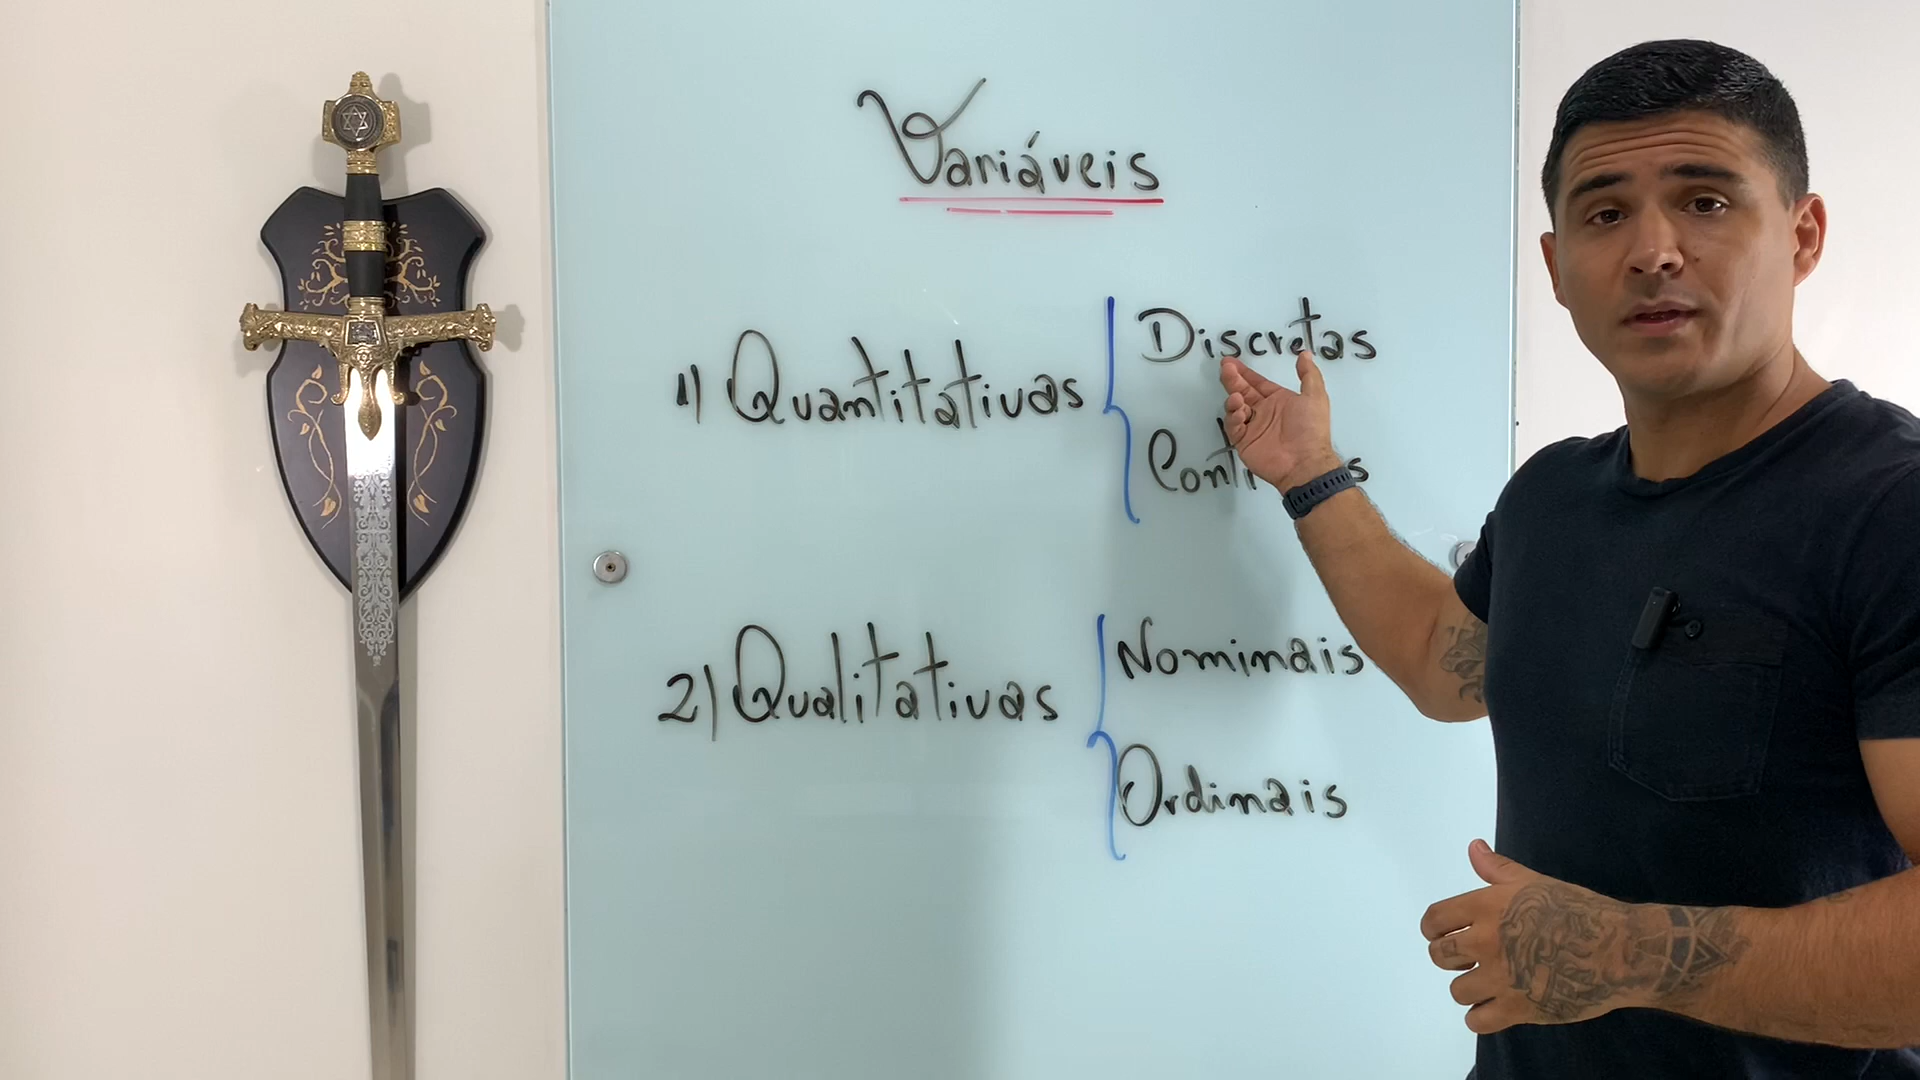 Variáveis
1) Quantitativas
Discretas
2) Qualitativas
Nominais
Ordinais